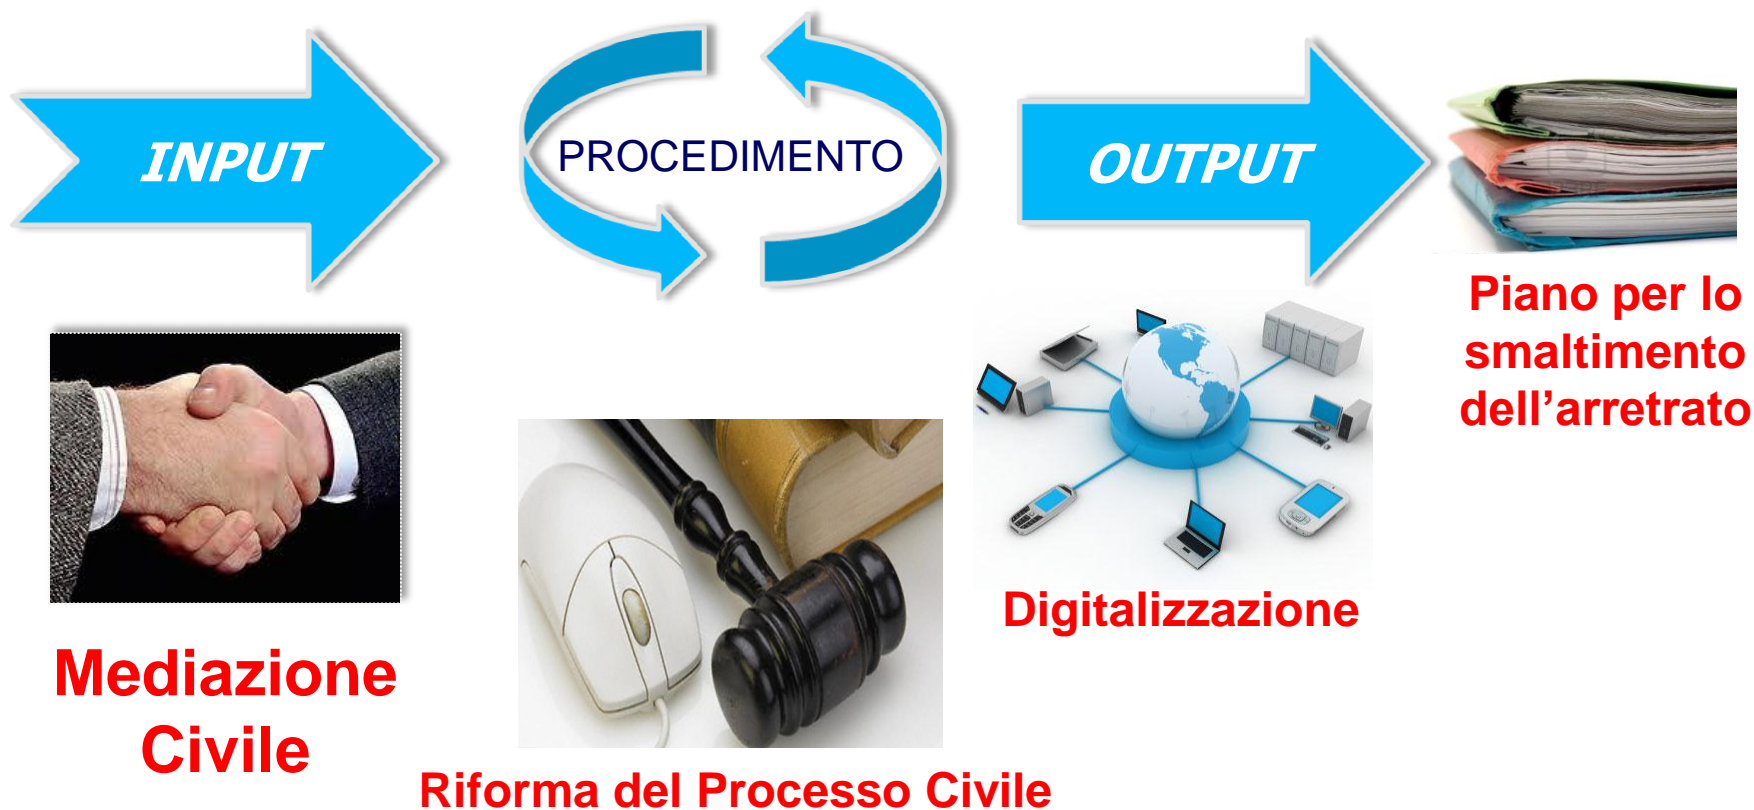 INPUT
PROCEDIMENTO
OUTPUT
Piano per lo
smaltimento
dell’arretrato
Digitalizzazione
Mediazione
Civile
Riforma del Processo Civile